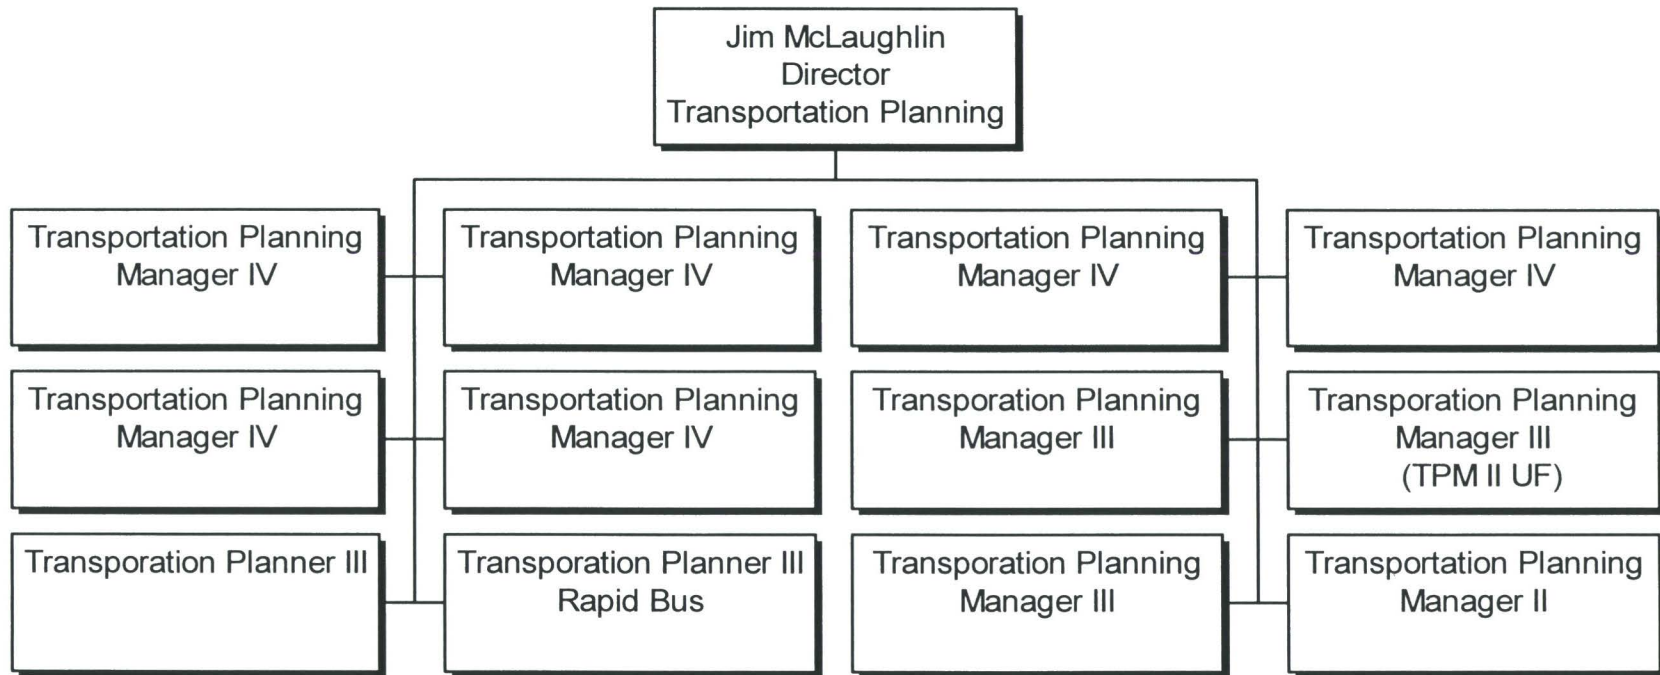 Jim McLaughlin
Director
Transportation Planning
Transportation Planning
Manager IV
Transportation Planning
Manager IV
Transportation Planning
Manager IV
Transportation Planning
Manager IV
Transportation Planning
Manager IV
Transportation Planning
Manager IV
Transporation Planning
Manager III
Transporation Planning
Manager III
(TPM II UF)
Transporation Planner III
Transporation Planner III
Rapid Bus
Transporation Planning
Manager III
Transportation Planning
Manager II